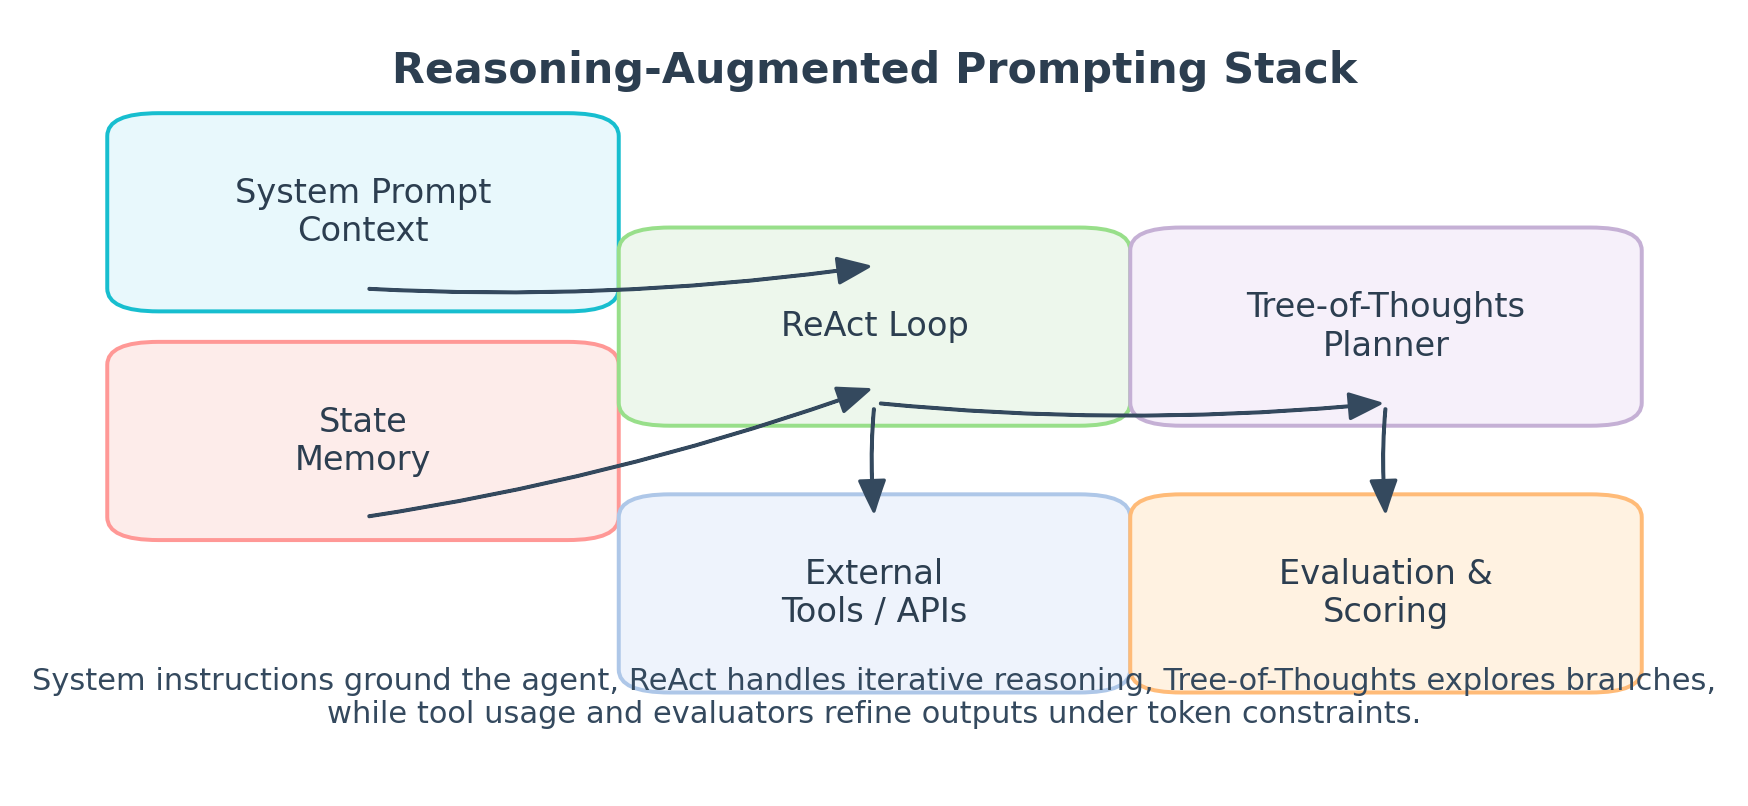 Reasoning-Augmented Prompting Stack
System Prompt
Context
ReAct Loop
Tree-of-Thoughts
Planner
State
Memory
External
Tools / APIs
Evaluation &
Scoring
System instructions ground the agent, ReAct handles iterative reasoning, Tree-of-Thoughts explores branches,
while tool usage and evaluators refine outputs under token constraints.